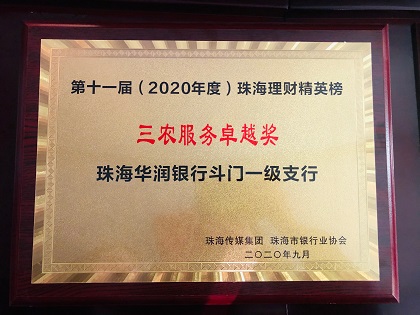 第十一届（2020年度）珠海理财精英榜
三农服务卓越奖
珠海华润银行斗门一级支行
珠海传媒集团 珠海市银行业协会
二〇二〇年九月